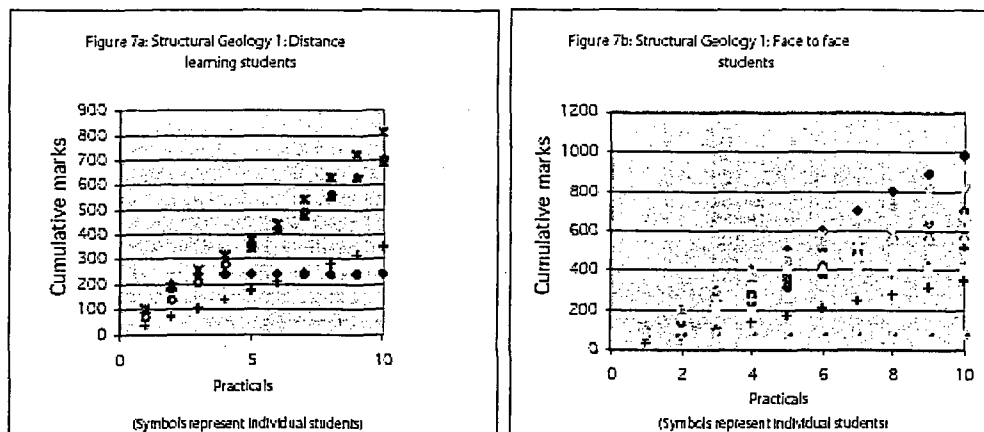 Figure 7a: Structural Geology 1: Distance
learning students
900
800
700
600
500
400
300
200
100
0
Cumulative marks
0
5
10
Practicals
(Symbols represent individual students)
Figure 7b: Structural Geology 1: Face to face
students
1200
1000
800
600
400
200
0
Cumulative marks
0
2
4
6
8
10
Practicals
(Symbols represent individual students)